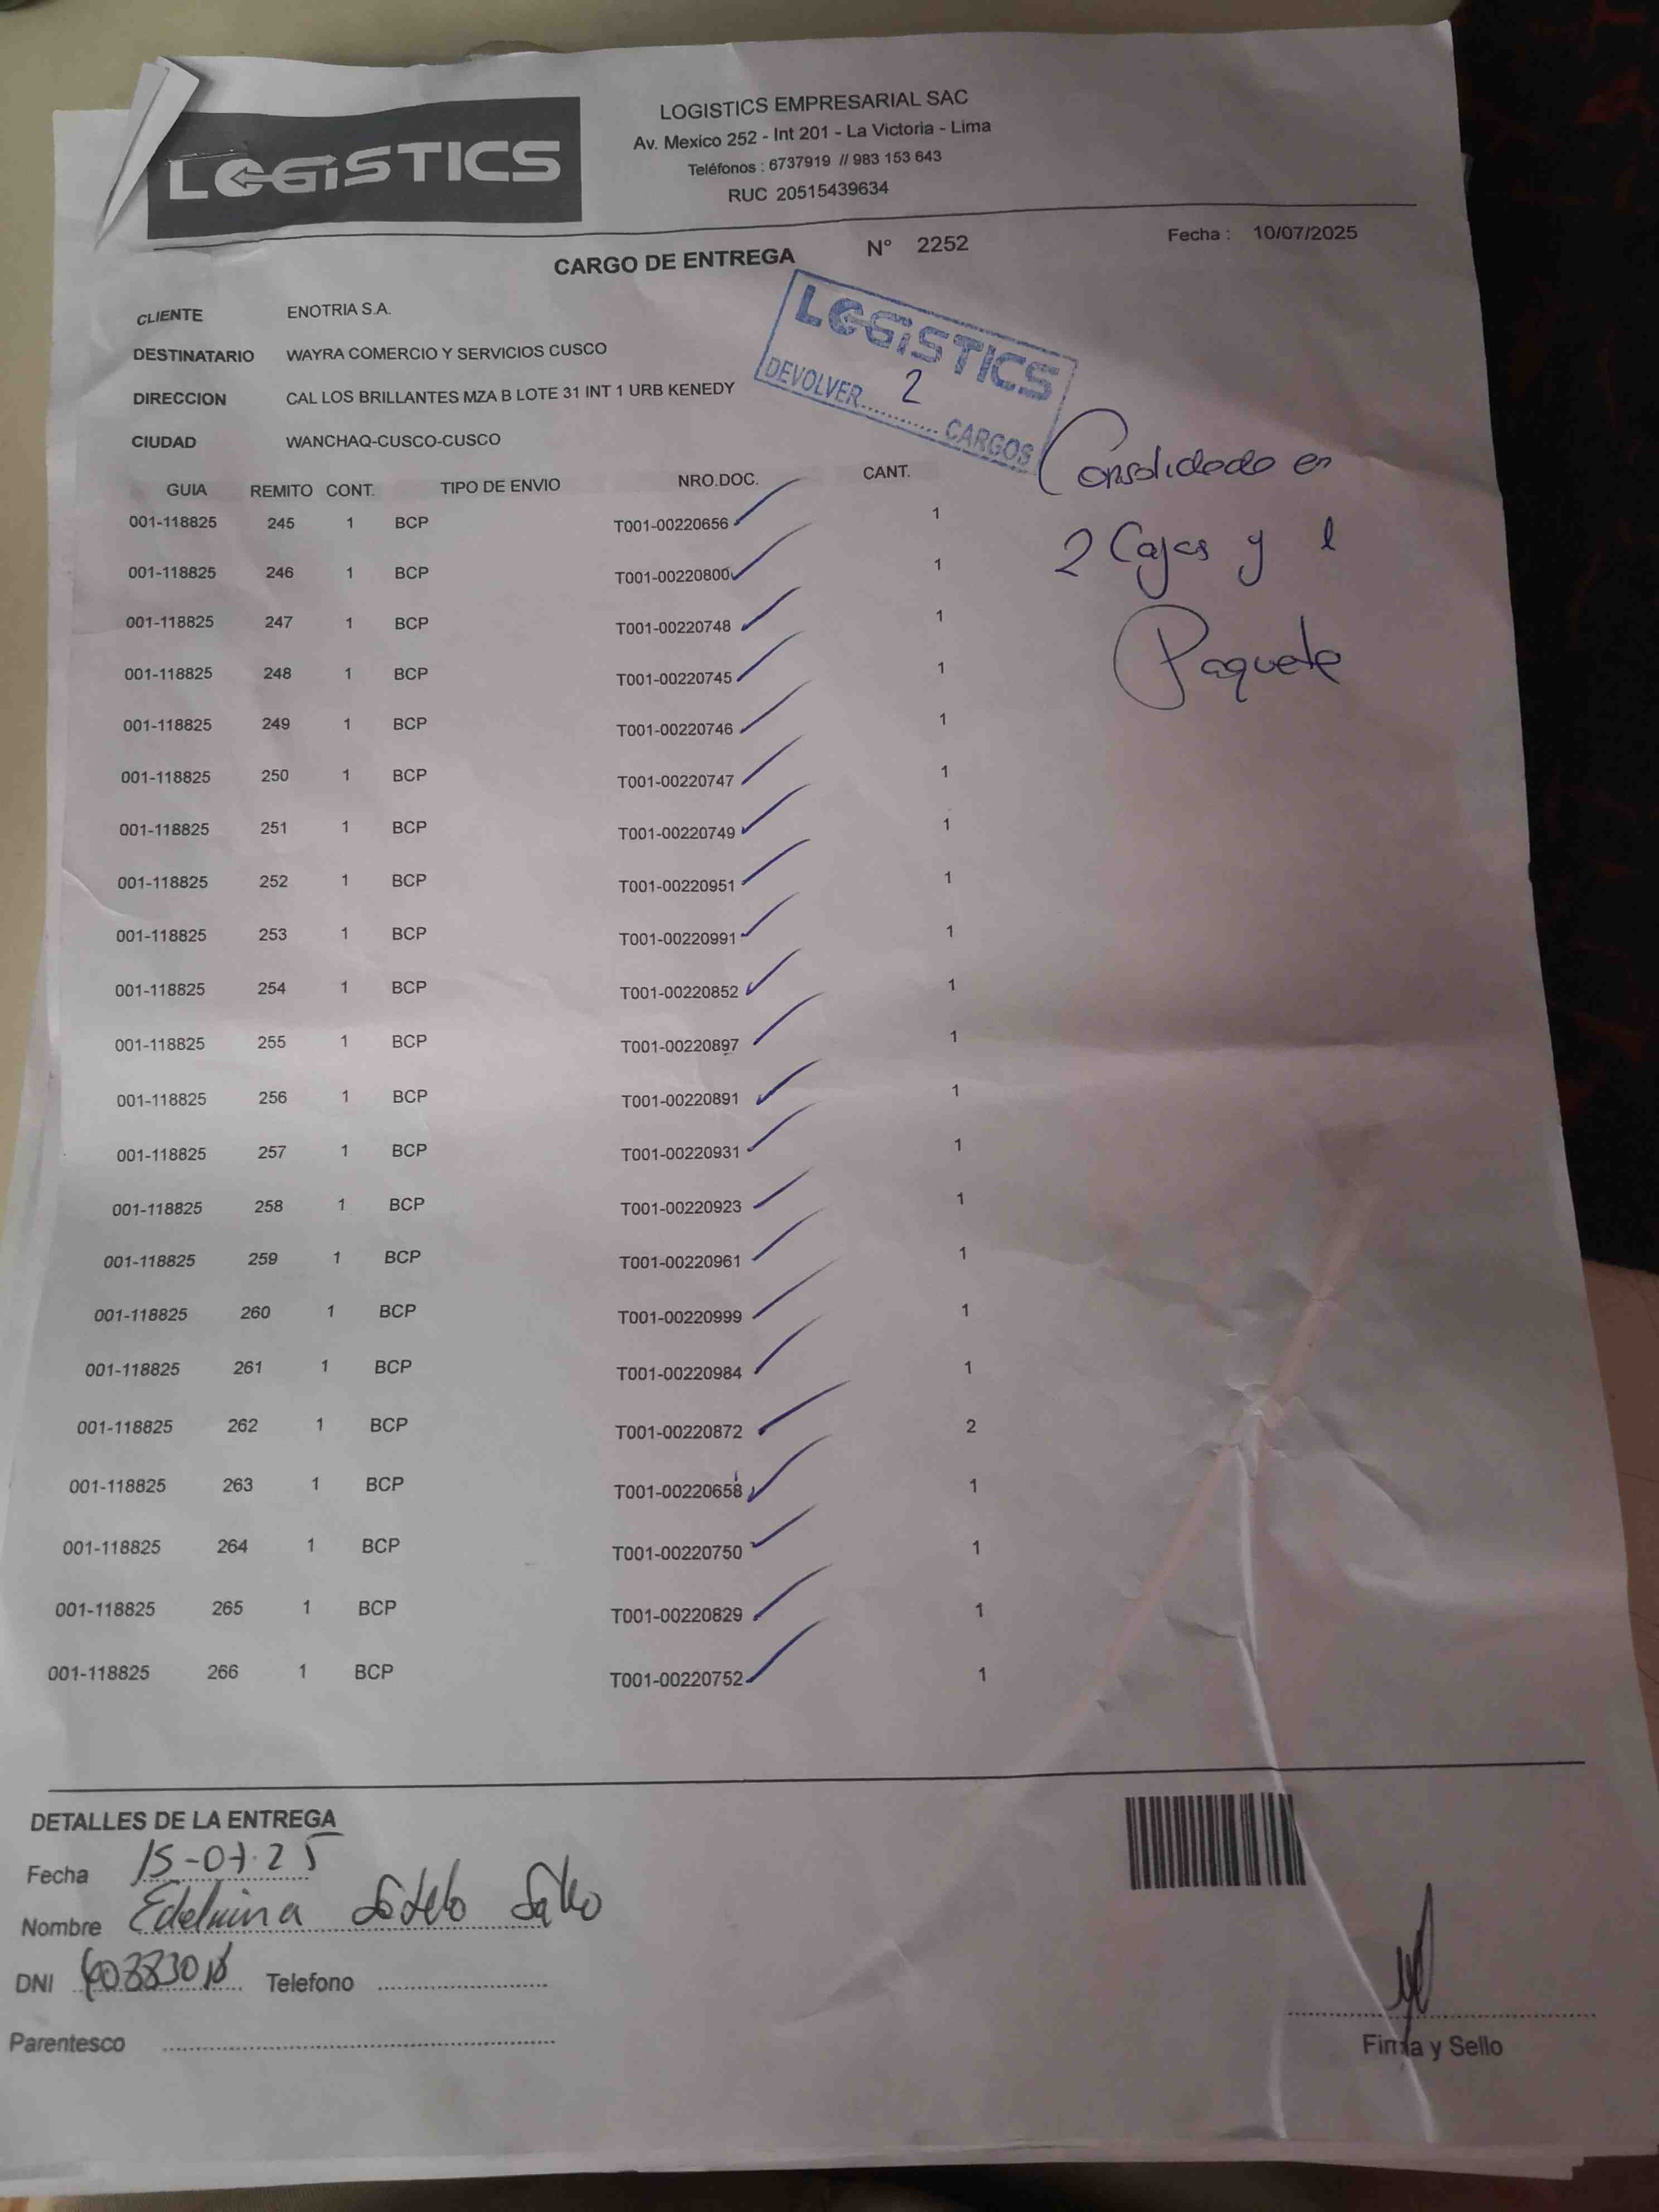 LOGISTICS
LOGISTICS EMPRESARIAL SAC
Av. Mexico 252 - Int 201 - La Victoria - Lima
Teléfonos : 6737919 // 983 153 643
RUC 20515439634
CARGO DE ENTREGA N° 2252 Fecha : 10/07/2025
CLIENTE ENOTRIA S.A.
DESTINATARIO WAYRA COMERCIO Y SERVICIOS CUSCO
DIRECCION CAL LOS BRILLANTES MZA B LOTE 31 INT 1 URB KENEDY
CIUDAD WANCHAQ-CUSCO-CUSCO
LOGISTICS
DEVOLVER 2 CARGOS
Consolidado en
2 Cajas y 1
Paquete
GUIA REMITO CONT. TIPO DE ENVIO NRO.DOC. CANT.
001-118825 245 1 BCP T001-00220656 1
001-118825 246 1 BCP T001-00220800 1
001-118825 247 1 BCP T001-00220748 1
001-118825 248 1 BCP T001-00220745 1
001-118825 249 1 BCP T001-00220746 1
001-118825 250 1 BCP T001-00220747 1
001-118825 251 1 BCP T001-00220749 1
001-118825 252 1 BCP T001-00220951 1
001-118825 253 1 BCP T001-00220991 1
001-118825 254 1 BCP T001-00220852 1
001-118825 255 1 BCP T001-00220897 1
001-118825 256 1 BCP T001-00220891 1
001-118825 257 1 BCP T001-00220931 1
001-118825 258 1 BCP T001-00220923 1
001-118825 259 1 BCP T001-00220961 1
001-118825 260 1 BCP T001-00220999 1
001-118825 261 1 BCP T001-00220984 1
001-118825 262 1 BCP T001-00220872 2
001-118825 263 1 BCP T001-00220658 1
001-118825 264 1 BCP T001-00220750 1
001-118825 265 1 BCP T001-00220829 1
001-118825 266 1 BCP T001-00220752 1
DETALLES DE LA ENTREGA
Fecha 15-07-25
Nombre Edelmina Sotelo
DNI Telefono
Parentesco
Firma y Sello